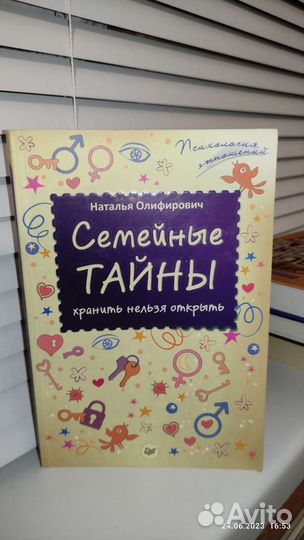 Психология
отношений
Наталья Олифирович
Семейные
ТАЙНЫ
хранить нельзя открыть
24.06.2023 16:53
Avito